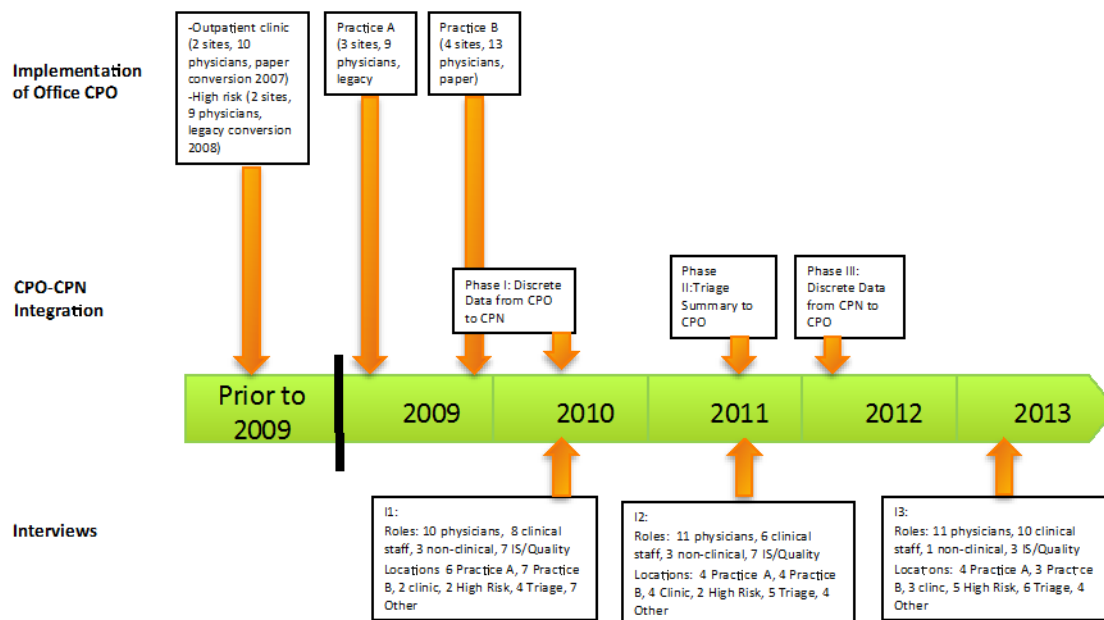 Implementation
of Office CPO
-Outpatient clinic
(2 sites, 10
physicians, paper
conversion 2007)
-High risk (2 sites,
9 physicians,
legacy conversion
2008)
Practice A
(3 sites, 9
physicians,
legacy
Practice B
(4 sites, 13
physicians,
paper)
CPO-CPN
Integration
Phase I: Discrete
Data from CPO
to CPN
Phase
II:Triage
Summary to
CPO
Phase III:
Discrete Data
from CPN to
CPO
Prior to
2009
2009
2010
2011
2012
2013
Interviews
I1:
Roles: 10 physicians, 8 clinical
staff, 3 non-clinical, 7 IS/Quality
Locations 6 Practice A, 7 Practice
B, 2 clinic, 2 High Risk, 4 Triage, 7
Other
I2:
Roles: 11 physicians, 6 clinical
staff, 3 non-clinical, 7 IS/Quality
Locations: 4 Practice A, 4 Practice
B, 4 Clinic, 2 High Risk, 5 Triage, 4
Other
I3:
Roles: 11 physicians, 10 clinical
staff, 1 non-clinical, 3 IS/Quality
Locations: 4 Practice A, 3 Practice
B, 3 clinc, 5 High Risk, 6 Triage, 4
Other